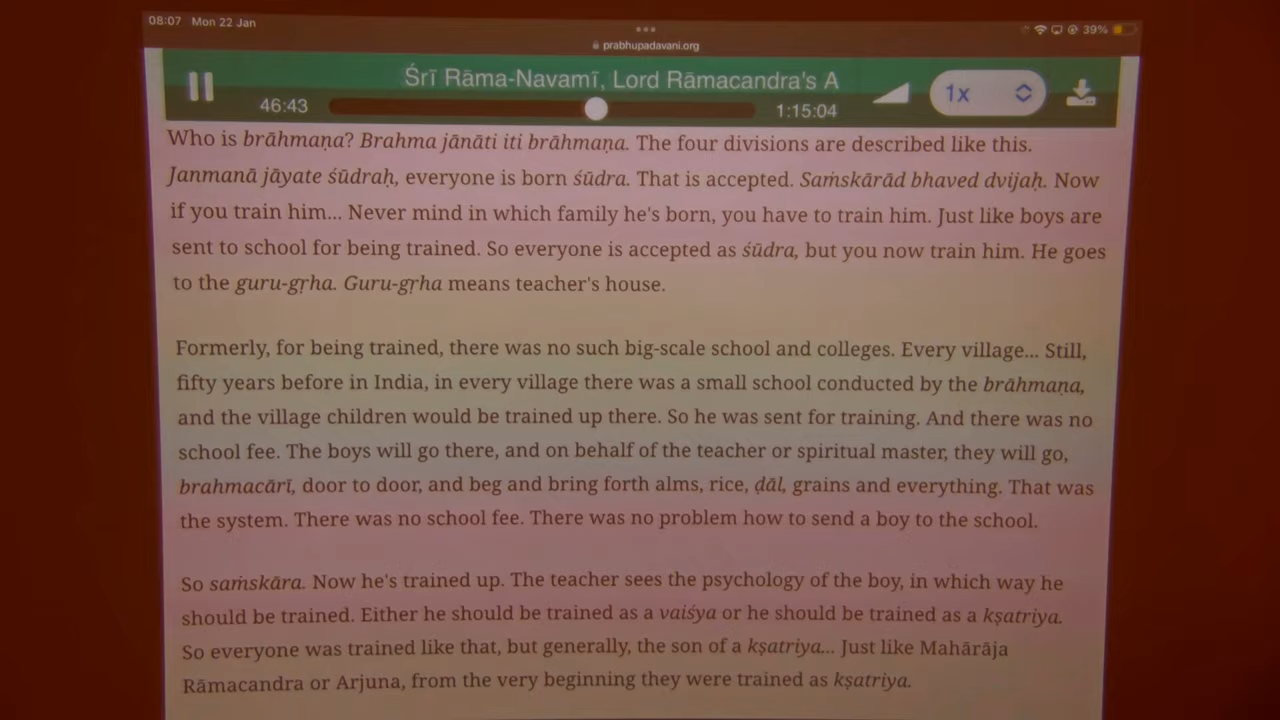 08:07 Mon 22 Jan
39%
prabhupadavani.org
Śrī Rāma-Navamī, Lord Rāmacandra's A
46:43
1:15:04
1x
Who is brāhmaṇa? Brahma jānāti iti brāhmaṇa. The four divisions are described like this.
Janmanā jāyate śūdraḥ, everyone is born śūdra. That is accepted. Saṁskārād bhaved dvijaḥ. Now
if you train him... Never mind in which family he's born, you have to train him. Just like boys are
sent to school for being trained. So everyone is accepted as śūdra, but you now train him. He goes
to the guru-gṛha. Guru-gṛha means teacher's house.
Formerly, for being trained, there was no such big-scale school and colleges. Every village... Still,
fifty years before in India, in every village there was a small school conducted by the brāhmaṇa,
and the village children would be trained up there. So he was sent for training. And there was no
school fee. The boys will go there, and on behalf of the teacher or spiritual master, they will go,
brahmacārī, door to door, and beg and bring forth alms, rice, ḍāl, grains and everything. That was
the system. There was no school fee. There was no problem how to send a boy to the school.
So saṁskāra. Now he's trained up. The teacher sees the psychology of the boy, in which way he
should be trained. Either he should be trained as a vaiśya or he should be trained as a kṣatriya.
So everyone was trained like that, but generally, the son of a kṣatriya... Just like Mahārāja
Rāmacandra or Arjuna, from the very beginning they were trained as kṣatriya.